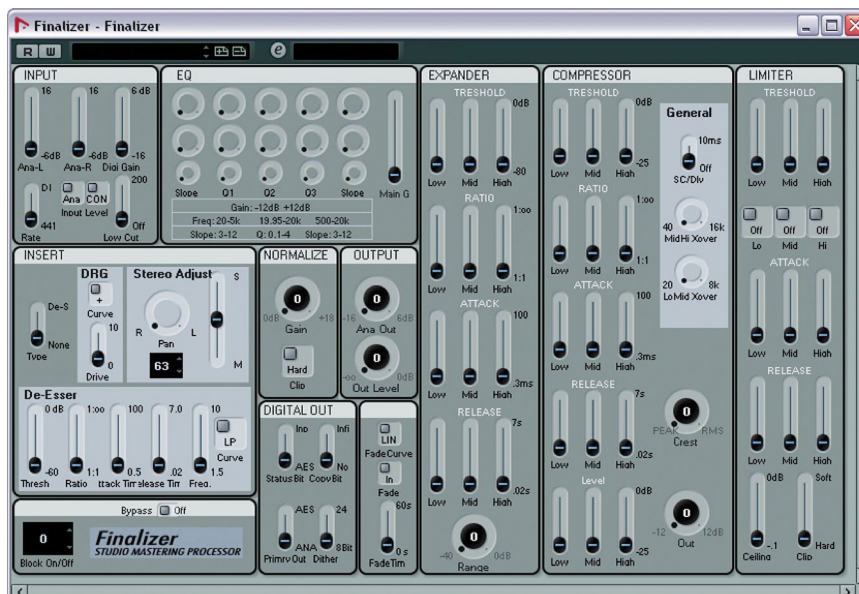 Finalizer - Finalizer
R W e
INPUT
16 16 6 dB
-6dB -6dB -16
Ana-L Ana-R Digi Gain
DI Ana CON 200
Input Level
441 Off
Rate Low Cut
EQ
Slope Q1 Q2 Q3 Slope Main G
Gain: -12dB +12dB
Freq: 20-5k 19.95-20k 500-20k
Slope: 3-12 Q: 0.1-4 Slope: 3-12
INSERT
De-S
None
Type
DRG
+
Curve
10
0
Drive
Stereo Adjust
S
R L
Pan
63
M
De-Esser
0 dB 1:oo 100 7.0 10
LP
Curve
-60 1:1 0.5 .02 1.5
Thresh Ratio ttack Tim elease Tim Freq.
Bypass Off
0
Block On/Off
Finalizer
STUDIO MASTERING PROCESSOR
NORMALIZE
0
0dB +18
Gain
Hard
Clip
OUTPUT
0
-16 6dB
Ana Out
0
-oo 0dB
Out Level
DIGITAL OUT
Ino Infi
AES No
Status Bit Copy Bit
AES 24
ANA 8Bit
Primry Out Dither
LIN
FadeCurve
In
Fade
60s
0 s
FadeTim
EXPANDER
TRESHOLD
0dB
-80
Low Mid High
RATIO
1:oo
1:1
Low Mid High
ATTACK
100
.3ms
Low Mid High
RELEASE
7s
.02s
Low Mid High
0
-40 0dB
Range
COMPRESSOR
TRESHOLD
0dB
-25
Low Mid High
RATIO
1:oo
1:1
Low Mid High
ATTACK
100
.3ms
Low Mid High
RELEASE
7s
.02s
Low Mid High
Level
0dB
-25
Low Mid High
General
10ms
Off
SC/Dly
40 16k
MidHi Xover
20 8k
LoMid Xover
0
PEAK RMS
Crest
0
-12 12dB
Out
LIMITER
TRESHOLD
Low Mid High
Off Off Off
Lo Mid Hi
ATTACK
Low Mid High
RELEASE
Low Mid High
0dB Soft
-.1 Hard
Ceiling Clip